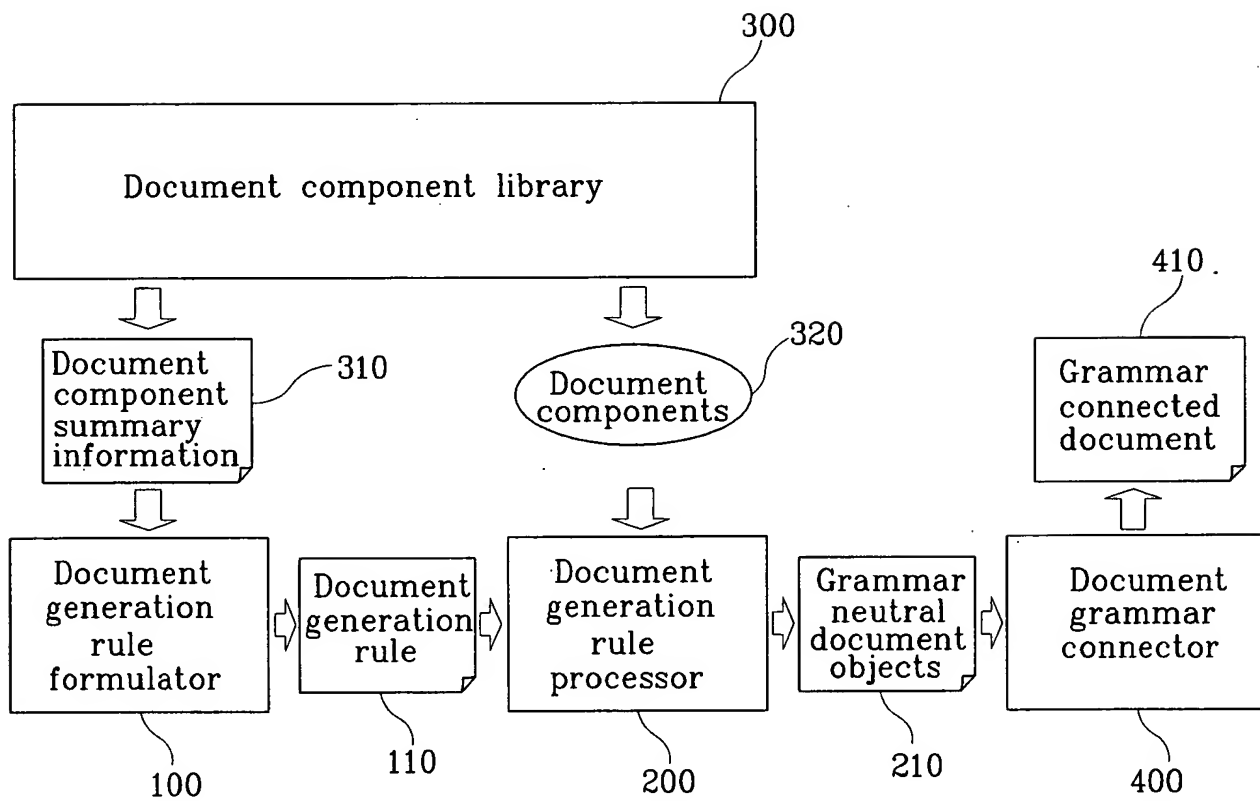 300
Document component library
410
Document
component
summary
information
310
Document
components
320
Grammar
connected
document
Document
generation
rule
formulator
Document
generation
rule
Document
generation
rule
processor
Grammar
neutral
document
objects
Document
grammar
connector
100
110
200
210
400